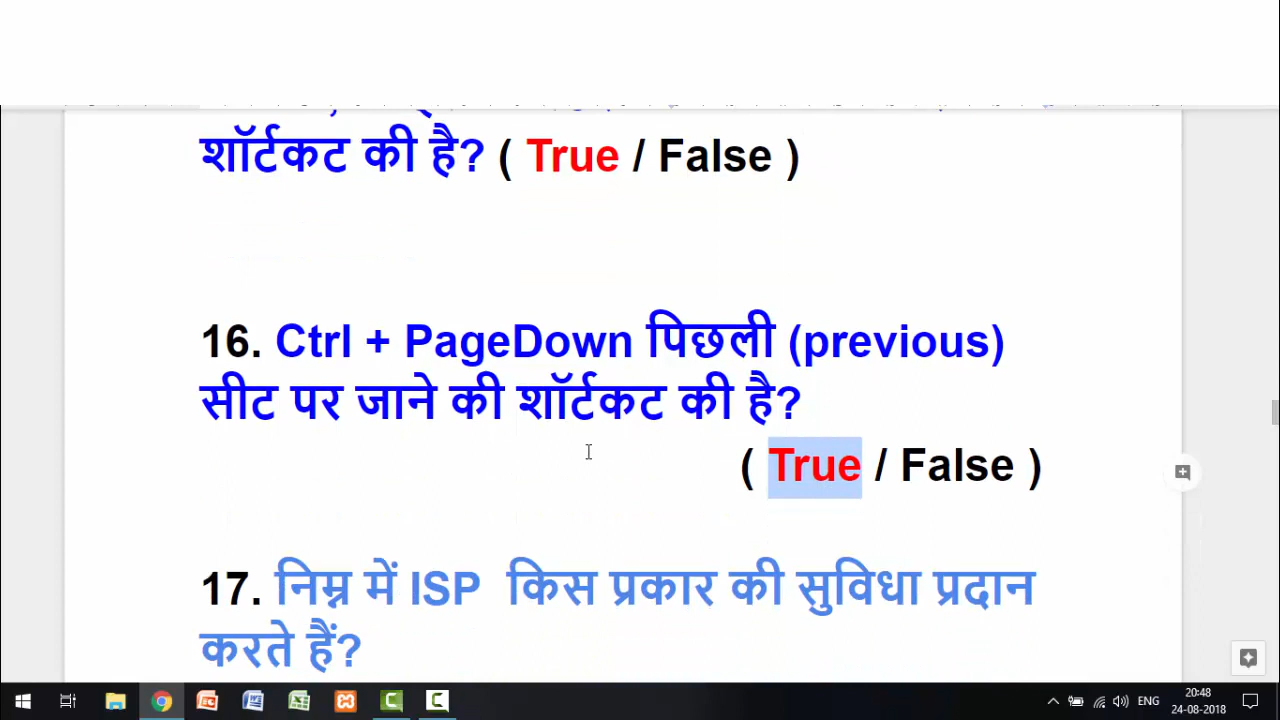 शॉर्टकट की है? ( True / False )
16. Ctrl + PageDown पिछली (previous)
सीट पर जाने की शॉर्टकट की है?
( True / False )
17. निम्न में ISP किस प्रकार की सुविधा प्रदान
करते हैं?
ENG
20:48
24-08-2018